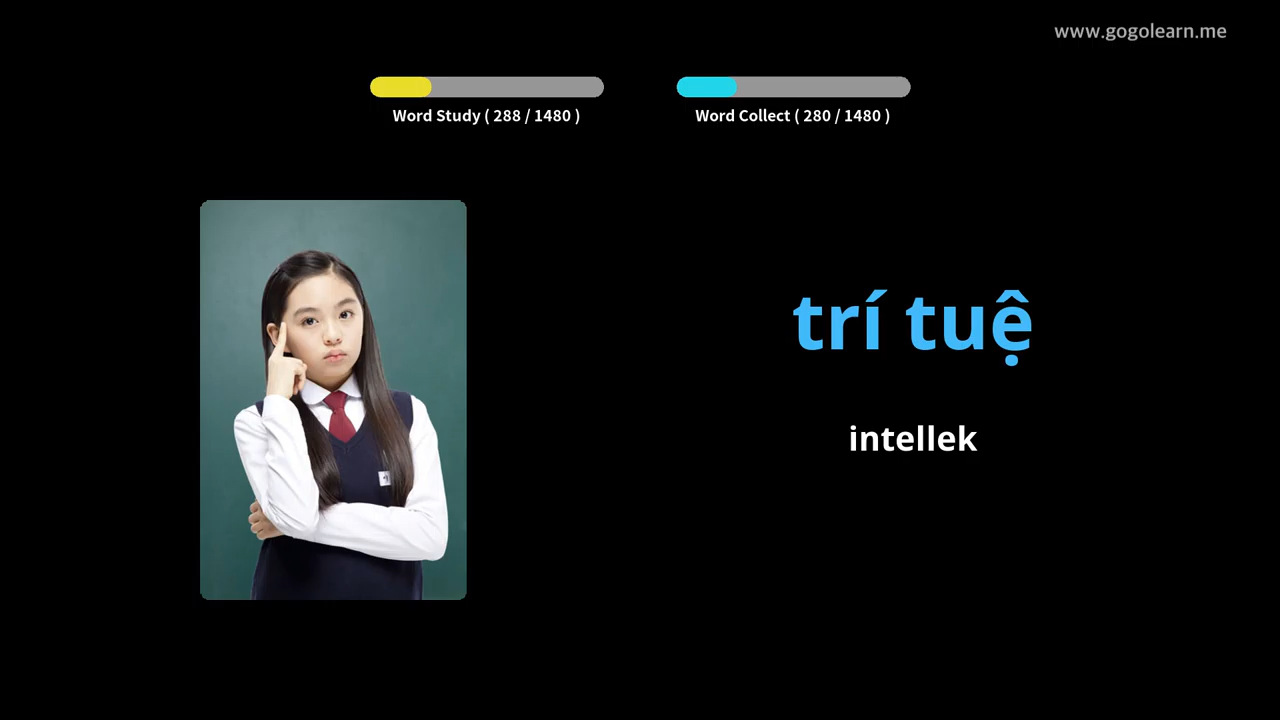 www.gogolearn.me
Word Study ( 288 / 1480 )
Word Collect ( 280 / 1480 )
trí tuệ
intellek